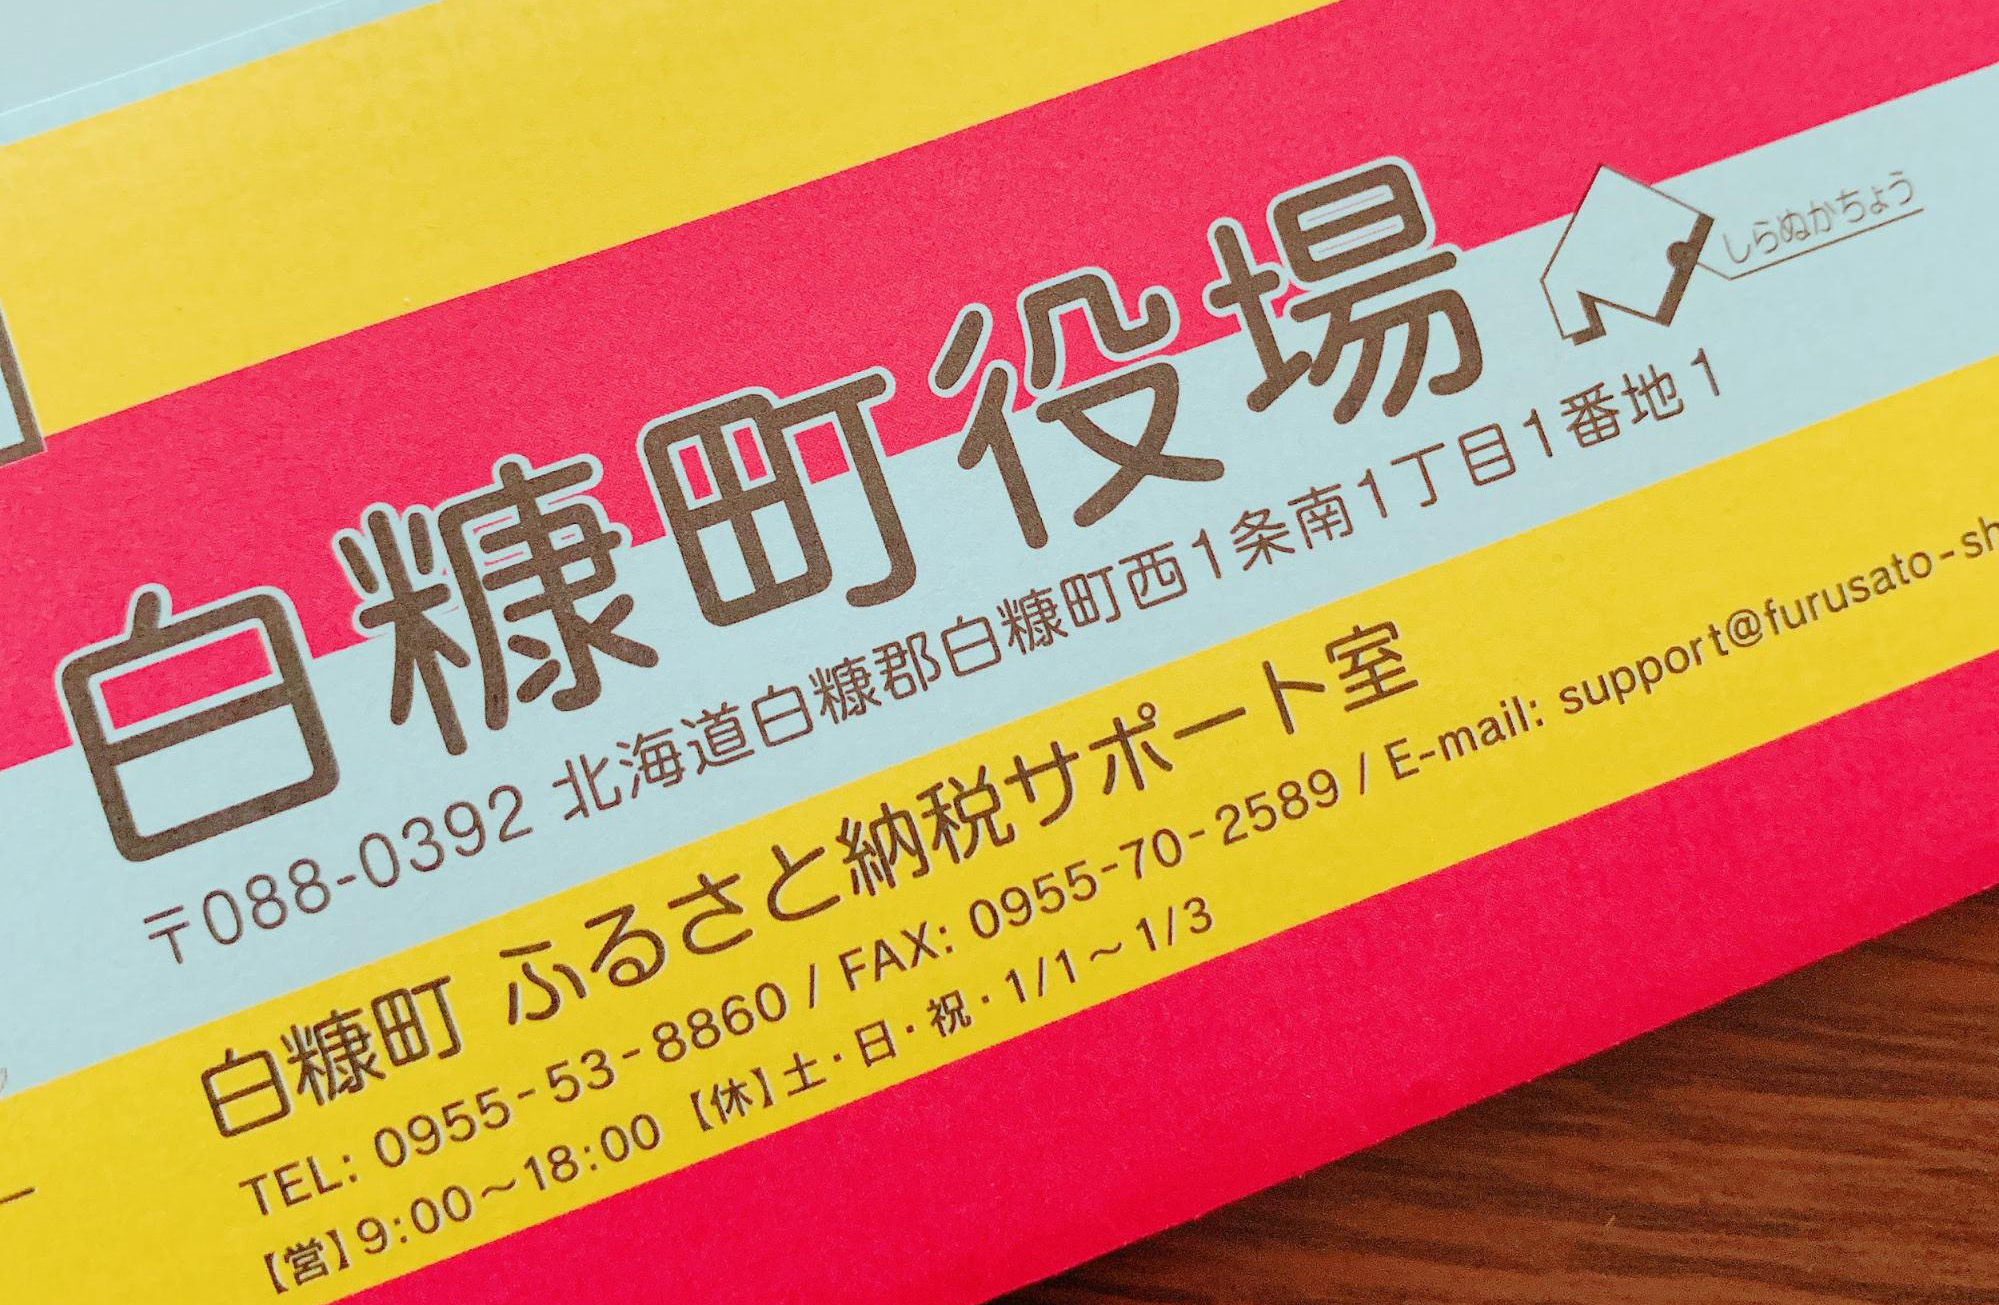 白糠町役場
しらぬかちょう
〒088-0392 北海道白糠郡白糠町西1条南1丁目1番地1
白糠町 ふるさと納税サポート室
TEL: 0955-53-8860 / FAX: 0955-70-2589 / E-mail: support@furusato-sh
【営】9:00～18:00 【休】土・日・祝・1/1～1/3